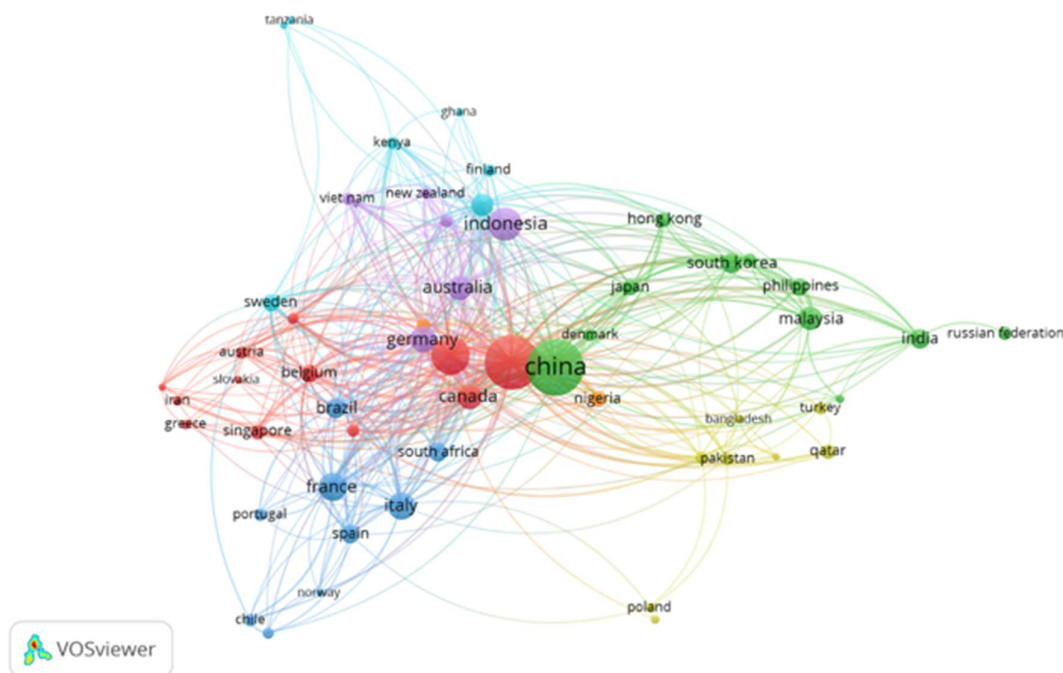 tanzania
ghana
kenya
finland
viet nam
new zealand
indonesia
hong kong
south korea
australia
japan
philippines
sweden
malaysia
denmark
germany
india
russian federation
austria
belgium
china
slovakia
canada
nigeria
iran
brazil
turkey
bangladesh
greece
singapore
south africa
pakistan
qatar
france
italy
portugal
spain
norway
poland
chile
VOSviewer